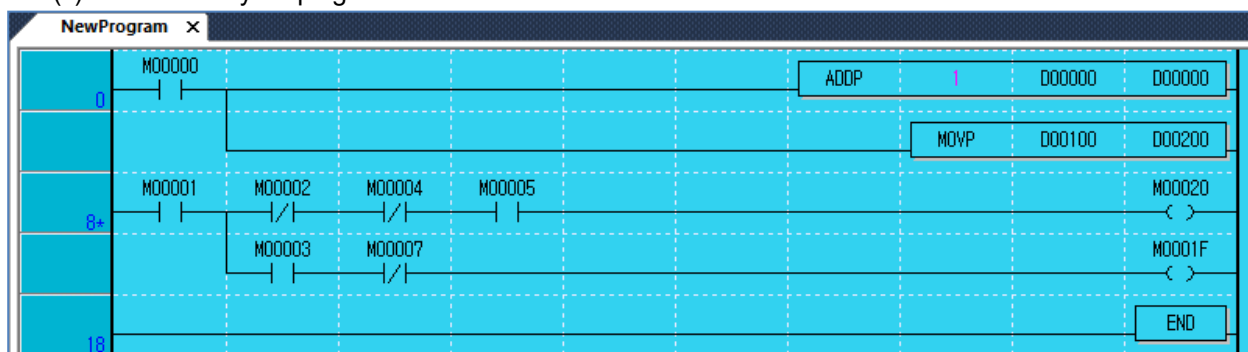 NewProgram X
M00000
0
ADDP 1 D00000 D00000
MOVP D00100 D00200
M00001 M00002 M00004 M00005 M00020
8*
M00003 M00007 M0001F
END
18